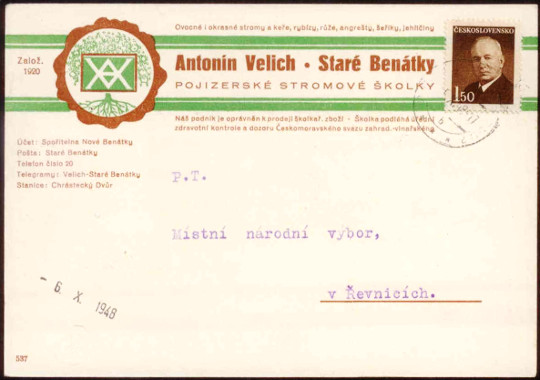 Ovocné i okrasné stromy a keře, rybízy, růže, angrešty, šeříky, jehličiny
Založ.
1920
Antonín Velich • Staré Benátky
POJIZERSKÉ STROMOVÉ ŠKOLKY
Náš podnik je oprávněn k prodeji školkař. zboží - Školka podléhá úřední
zdravotní kontrole a dozoru Českomoravského svazu zahrad.-vinařského
ČESKOSLOVENSKO
1.50
Účet: Spořitelna Nové Benátky
Pošta: Staré Benátky
Telefon číslo 20
Telegramy: Velich-Staré Benátky
Stanice: Chrástecký Dvůr
P.T.
Místní národní výbor,
v Řevnicích.
- 6. X. 1948
537